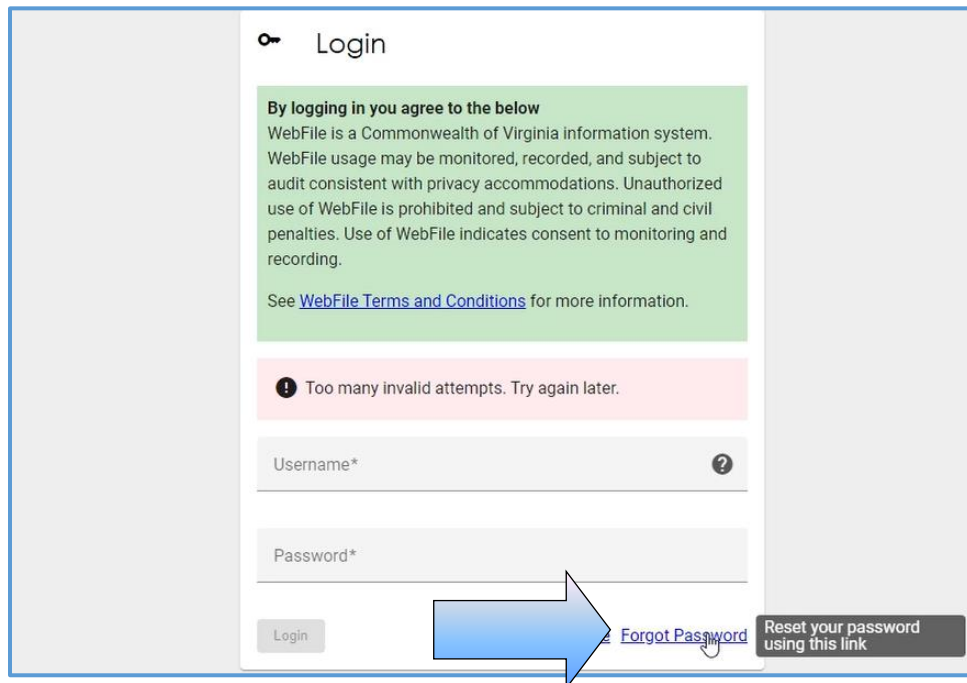 Login
By logging in you agree to the below
WebFile is a Commonwealth of Virginia information system.
WebFile usage may be monitored, recorded, and subject to
audit consistent with privacy accommodations. Unauthorized
use of WebFile is prohibited and subject to criminal and civil
penalties. Use of WebFile indicates consent to monitoring and
recording.
See WebFile Terms and Conditions for more information.
Too many invalid attempts. Try again later.
Username*
Password*
Login
Forgot Password
Reset your password
using this link